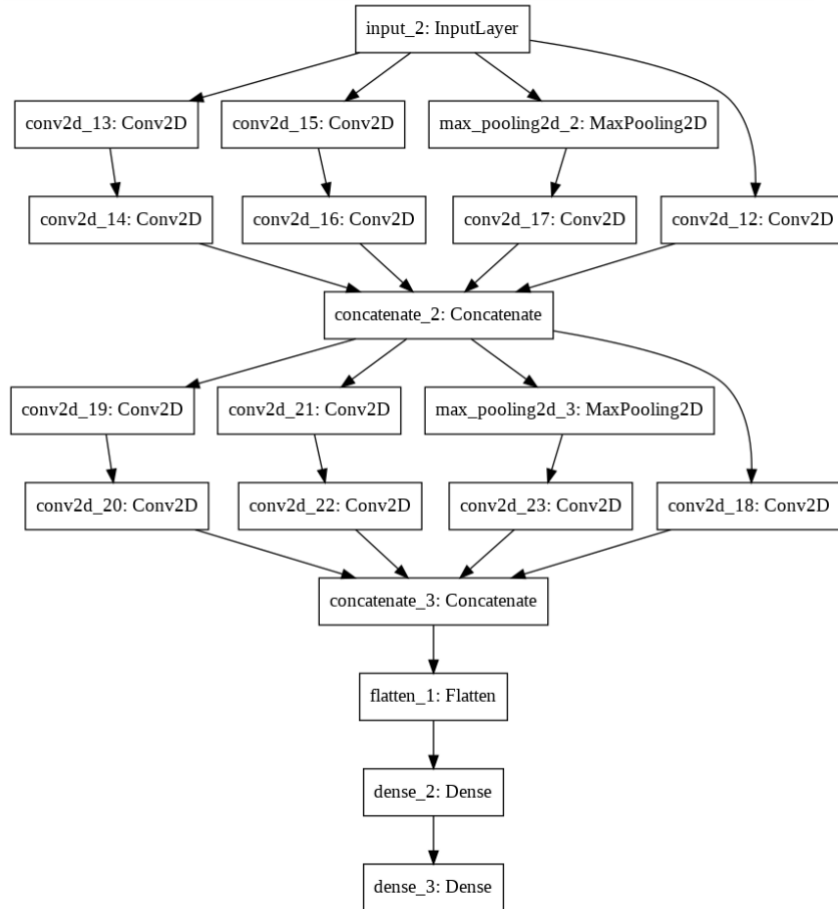 input_2: InputLayer
conv2d_13: Conv2D
conv2d_15: Conv2D
max_pooling2d_2: MaxPooling2D
conv2d_14: Conv2D
conv2d_16: Conv2D
conv2d_17: Conv2D
conv2d_12: Conv2D
concatenate_2: Concatenate
conv2d_19: Conv2D
conv2d_21: Conv2D
max_pooling2d_3: MaxPooling2D
conv2d_20: Conv2D
conv2d_22: Conv2D
conv2d_23: Conv2D
conv2d_18: Conv2D
concatenate_3: Concatenate
flatten_1: Flatten
dense_2: Dense
dense_3: Dense